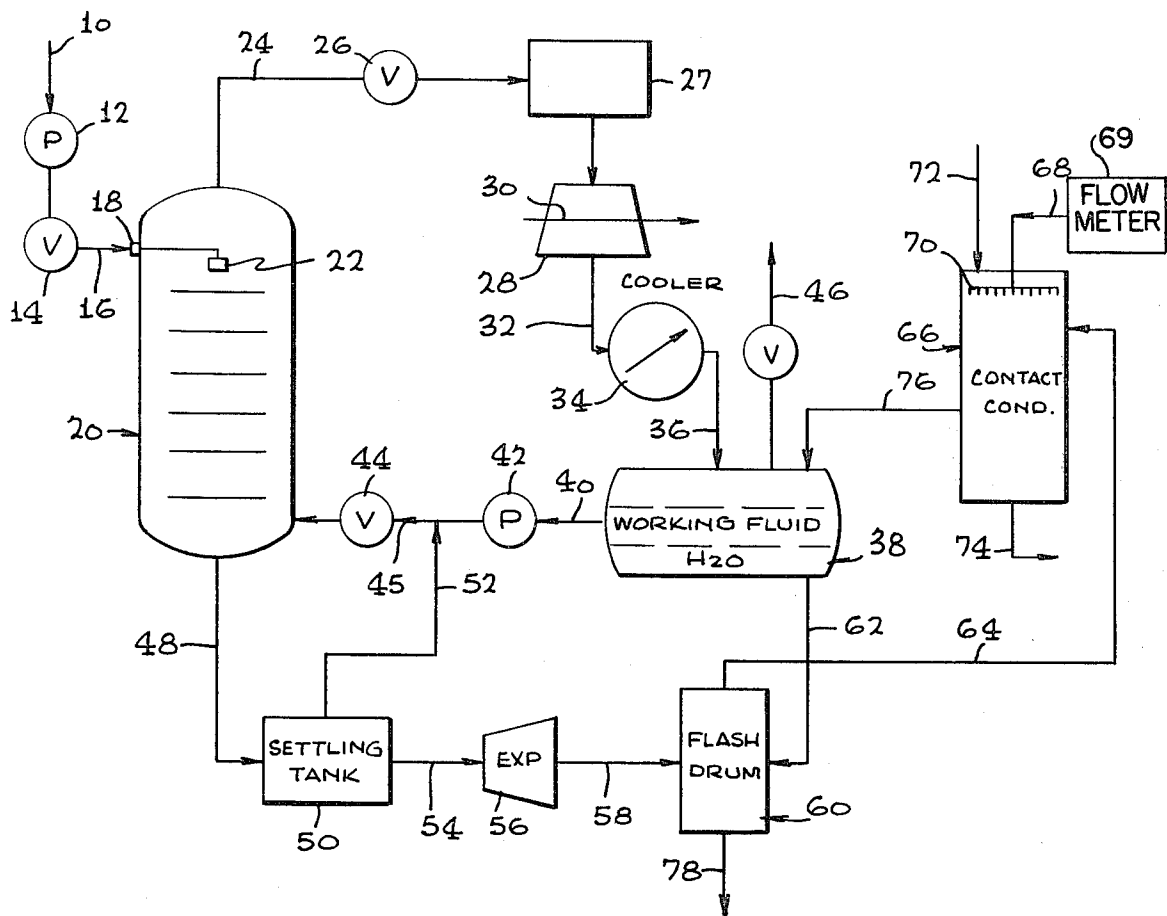 10
24
26
V
27
12
P
72
69
FLOW
METER
68
18
30
70
V
14
16
22
28
COOLER
46
32
V
66
CONTACT
COND.
34
76
20
36
44
42
40
V
P
WORKING FLUID
H2O
38
45
74
52
48
62
64
SETTLING
TANK
EXP
FLASH
DRUM
50
54
56
58
60
78